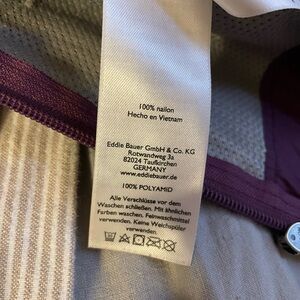 100% nailon
Hecho en Vietnam
Eddie Bauer GmbH & Co. KG
Rotwandweg 3a
82024 Taufkirchen
www.eddiebauer.de
100% POLYAMID
Alle Verschlüsse vor dem
Waschen schließen. Mit ähnlichen
Farben waschen. Feinwaschmittel
verwenden. Keine Weichspüler
verwenden.